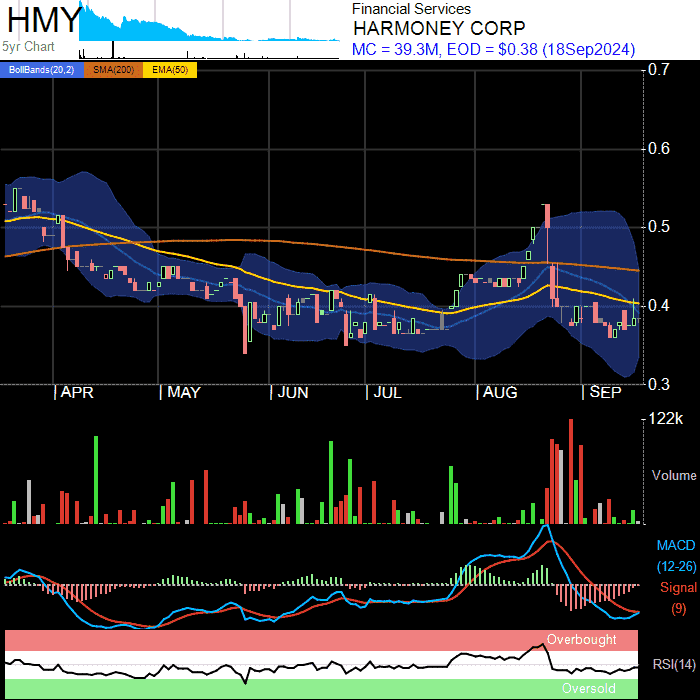 HMY
5yr Chart
Financial Services
HARMONEY CORP
MC = 39.3M, EOD = $0.38 (18Sep2024)
BollBands(20,2) SMA(200) EMA(50)
0.7
0.6
0.5
0.4
0.3
APR MAY JUN JUL AUG SEP
122k
Volume
MACD
(12-26)
Signal
(9)
Overbought
RSI(14)
Oversold